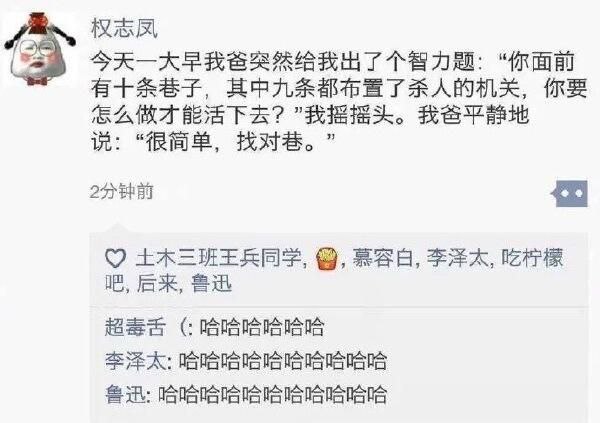 权志凤
今天一大早我爸突然给我出了个智力题：“你面前
有十条巷子，其中九条都布置了杀人的机关，你要
怎么做才能活下去？”我摇摇头。我爸平静地
说：“很简单，找对巷。”
2分钟前
土木三班王兵同学, 🍟, 慕容白, 李泽太, 吃柠檬
吧, 后来, 鲁迅
超毒舌（: 哈哈哈哈哈哈
李泽太: 哈哈哈哈哈哈哈哈哈哈
鲁迅: 哈哈哈哈哈哈哈哈哈哈哈